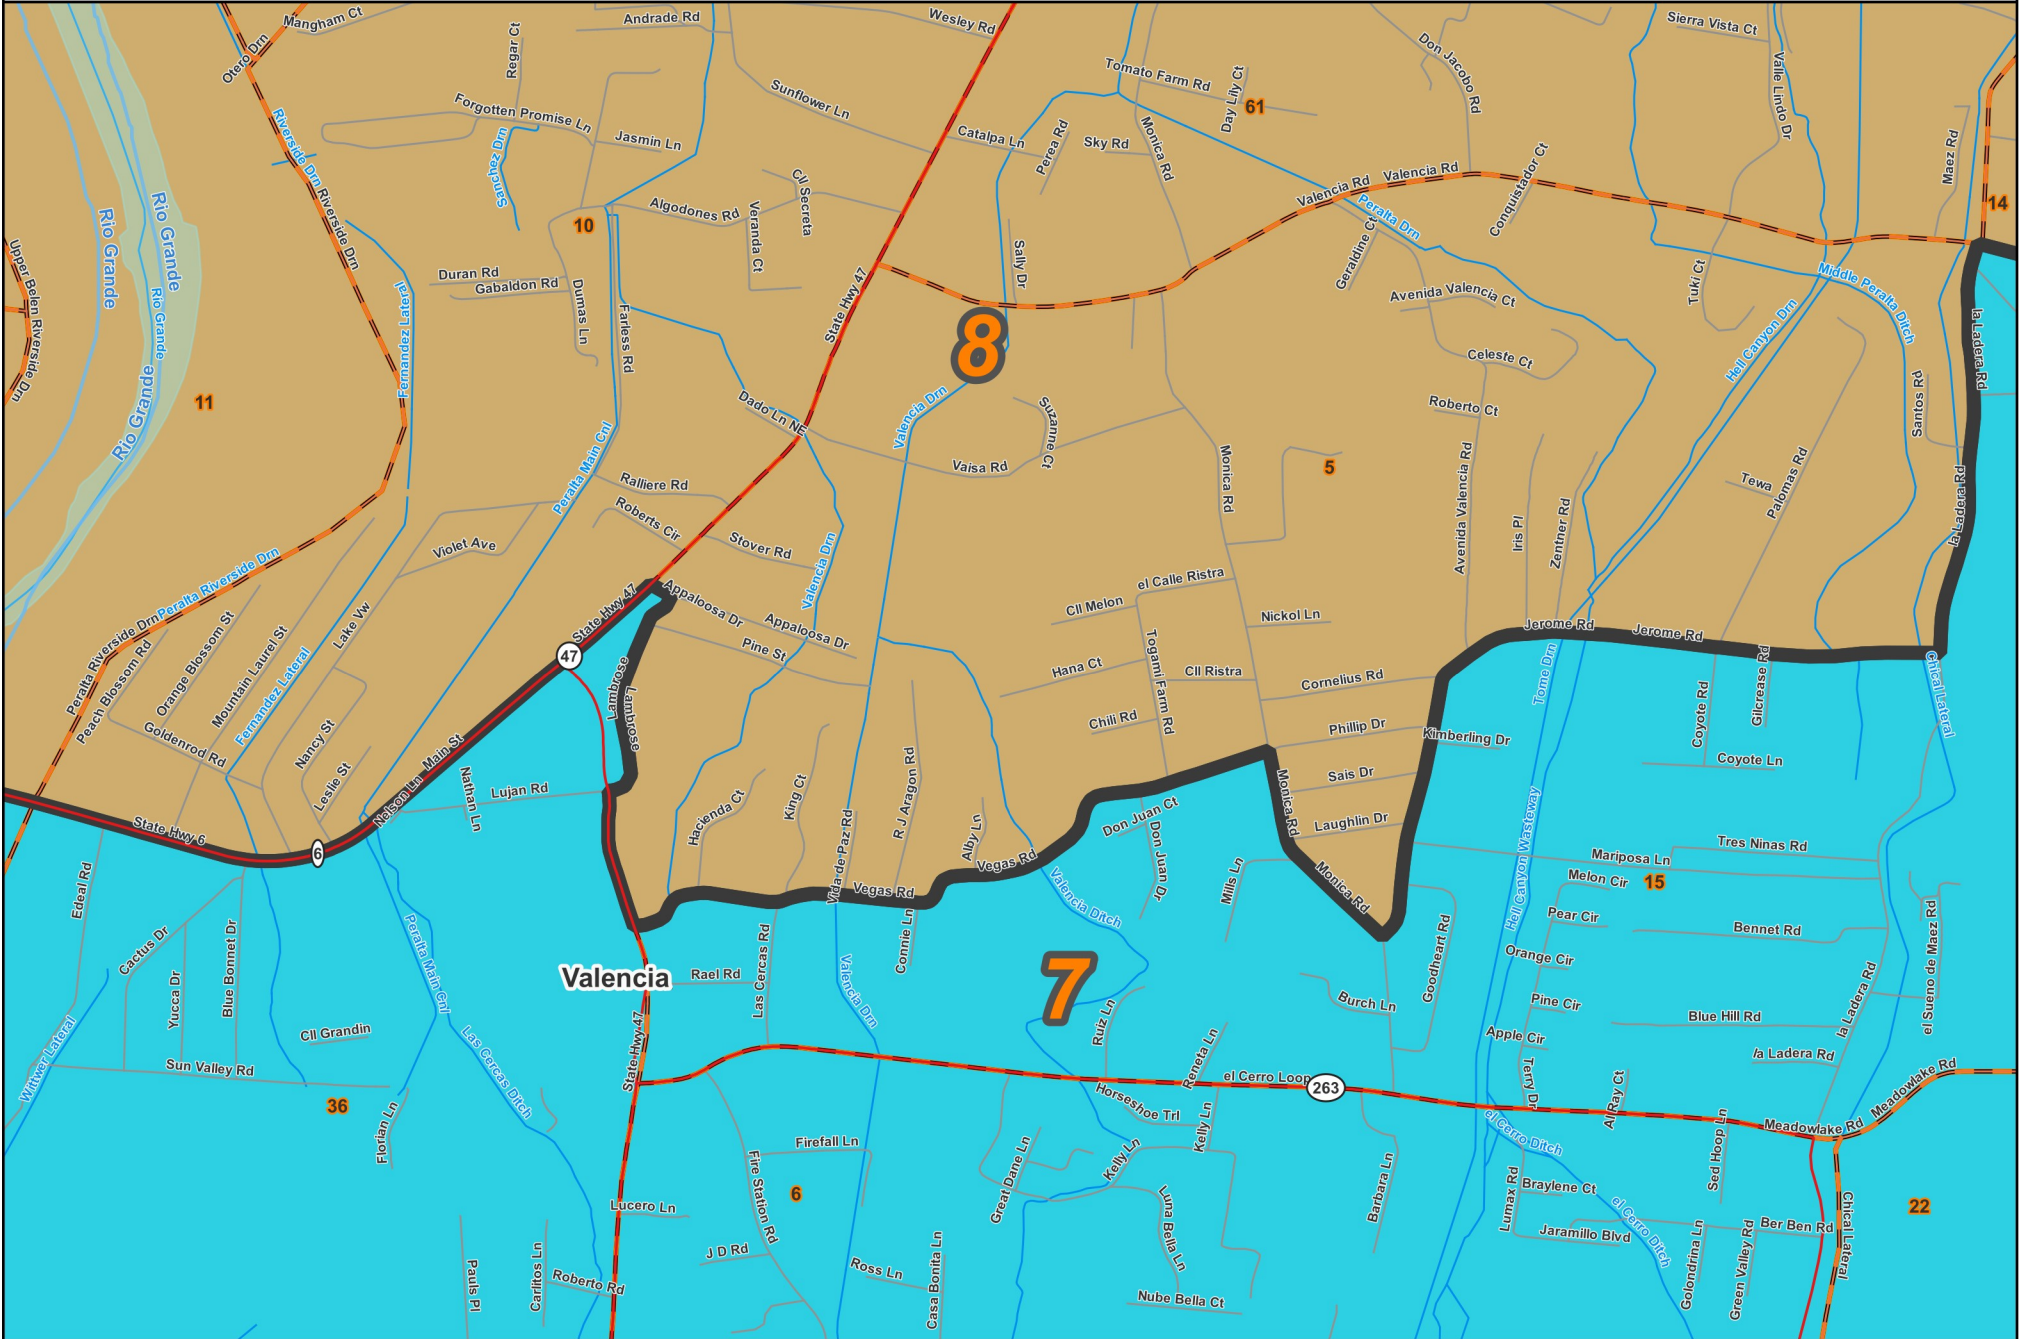 Mangham Ct
Andrade Rd
Wesley Rd
Sierra Vista Ct
Otero Drn
Regar Ct
Don Jacobo Rd
Valle Lindo Dr
Tomato Farm Rd
Day Lily Ct
61
Sunflower Ln
Forgotten Promise Ln
Jasmin Ln
Sanchez Drn
Riverside Drn
Riverside Drn
Catalpa Ln
Perea Rd
Sky Rd
Monica Rd
Maez Rd
Valencia Rd
Valencia Rd
Conquistador Ct
14
Rio Grande
Rio Grande
Rio Grande
Rio Grande
Cll Secreta
Algodones Rd
Veranda Ct
10
Peralta Drn
Geraldine Ct
Upper Belen Riverside Drn
Duran Rd
Gabaldon Rd
Dumas Ln
Farless Rd
Fernandez Lateral
State Hwy 47
Sally Dr
8
Avenida Valencia Ct
Tuki Ct
Middle Peralta Ditch
Hell Canyon Drn
la Ladera Rd
Celeste Ct
11
Dado Ln NE
Valencia Drn
Suzanne Ct
Roberto Ct
Santos Rd
Peralta Main Cnl
Vaisa Rd
Monica Rd
5
Avenida Valencia Rd
Tewa
Palomas Rd
la Ladera Rd
Ralliere Rd
Roberts Cir
Stover Rd
Violet Ave
Iris Pl
Zentner Rd
Valencia Drn
Peralta Riverside Drn
Peralta Riverside Drn
State Hwy 47
Appaloosa Dr
Appaloosa Dr
Pine St
el Calle Ristra
Cll Melon
Nickol Ln
Jerome Rd
Jerome Rd
Lake Vw
Orange Blossom St
Mountain Laurel St
Peach Blossom Rd
Fernandez Lateral
47
Lambrose
Lambrose
Togami Farm Rd
Hana Ct
Cll Ristra
Cornelius Rd
Tome Drn
Coyote Rd
Gilcrease Rd
Chical Lateral
Goldenrod Rd
Nancy St
Leslie St
Chili Rd
Phillip Dr
Kimberling Dr
Coyote Ln
Main St
Nelson Ln
Nathan Ln
Lujan Rd
Hacienda Ct
King Ct
R J Aragon Rd
Sais Dr
Monica Rd
State Hwy 6
6
Vida de Paz Rd
Alby Ln
Don Juan Ct
Don Juan Dr
Laughlin Dr
Hell Canyon Wasteway
Mariposa Ln
Tres Ninas Rd
Edeal Rd
Vegas Rd
Vegas Rd
Mills Ln
Monica Rd
15
Melon Cir
Valencia Ditch
Peralta Main Cnl
Cactus Dr
Yucca Dr
Blue Bonnet Dr
Connie Ln
Pear Cir
Bennet Rd
el Sueno de Maez Rd
Valencia
Rael Rd
Las Cercas Rd
Valencia Drn
7
Goodheart Rd
Orange Cir
Burch Ln
Pine Cir
Blue Hill Rd
la Ladera Rd
Cll Grandin
Las Cercas Ditch
Wittwer Lateral
Sun Valley Rd
State Hwy 47
Ruiz Ln
Reneta Ln
Apple Cir
la Ladera Rd
el Cerro Loop
263
Terry Dr
Al Ray Ct
Meadowlake Rd
Meadowlake Rd
36
Florian Ln
Horseshoe Trl
Kelly Ln
Kelly Ln
el Cerro Ditch
Sed Hoop Ln
Firefall Ln
Fire Station Rd
6
Great Dane Ln
Luna Bella Ln
Barbara Ln
Lumax Rd
Braylene Ct
22
Lucero Ln
J D Rd
Ross Ln
Casa Bonita Ln
Jaramillo Blvd
el Cerro Ditch
Golondrina Ln
Green Valley Rd
Ber Ben Rd
Chical Lateral
Pauls Pl
Carlitos Ln
Roberto Rd
Nube Bella Ct